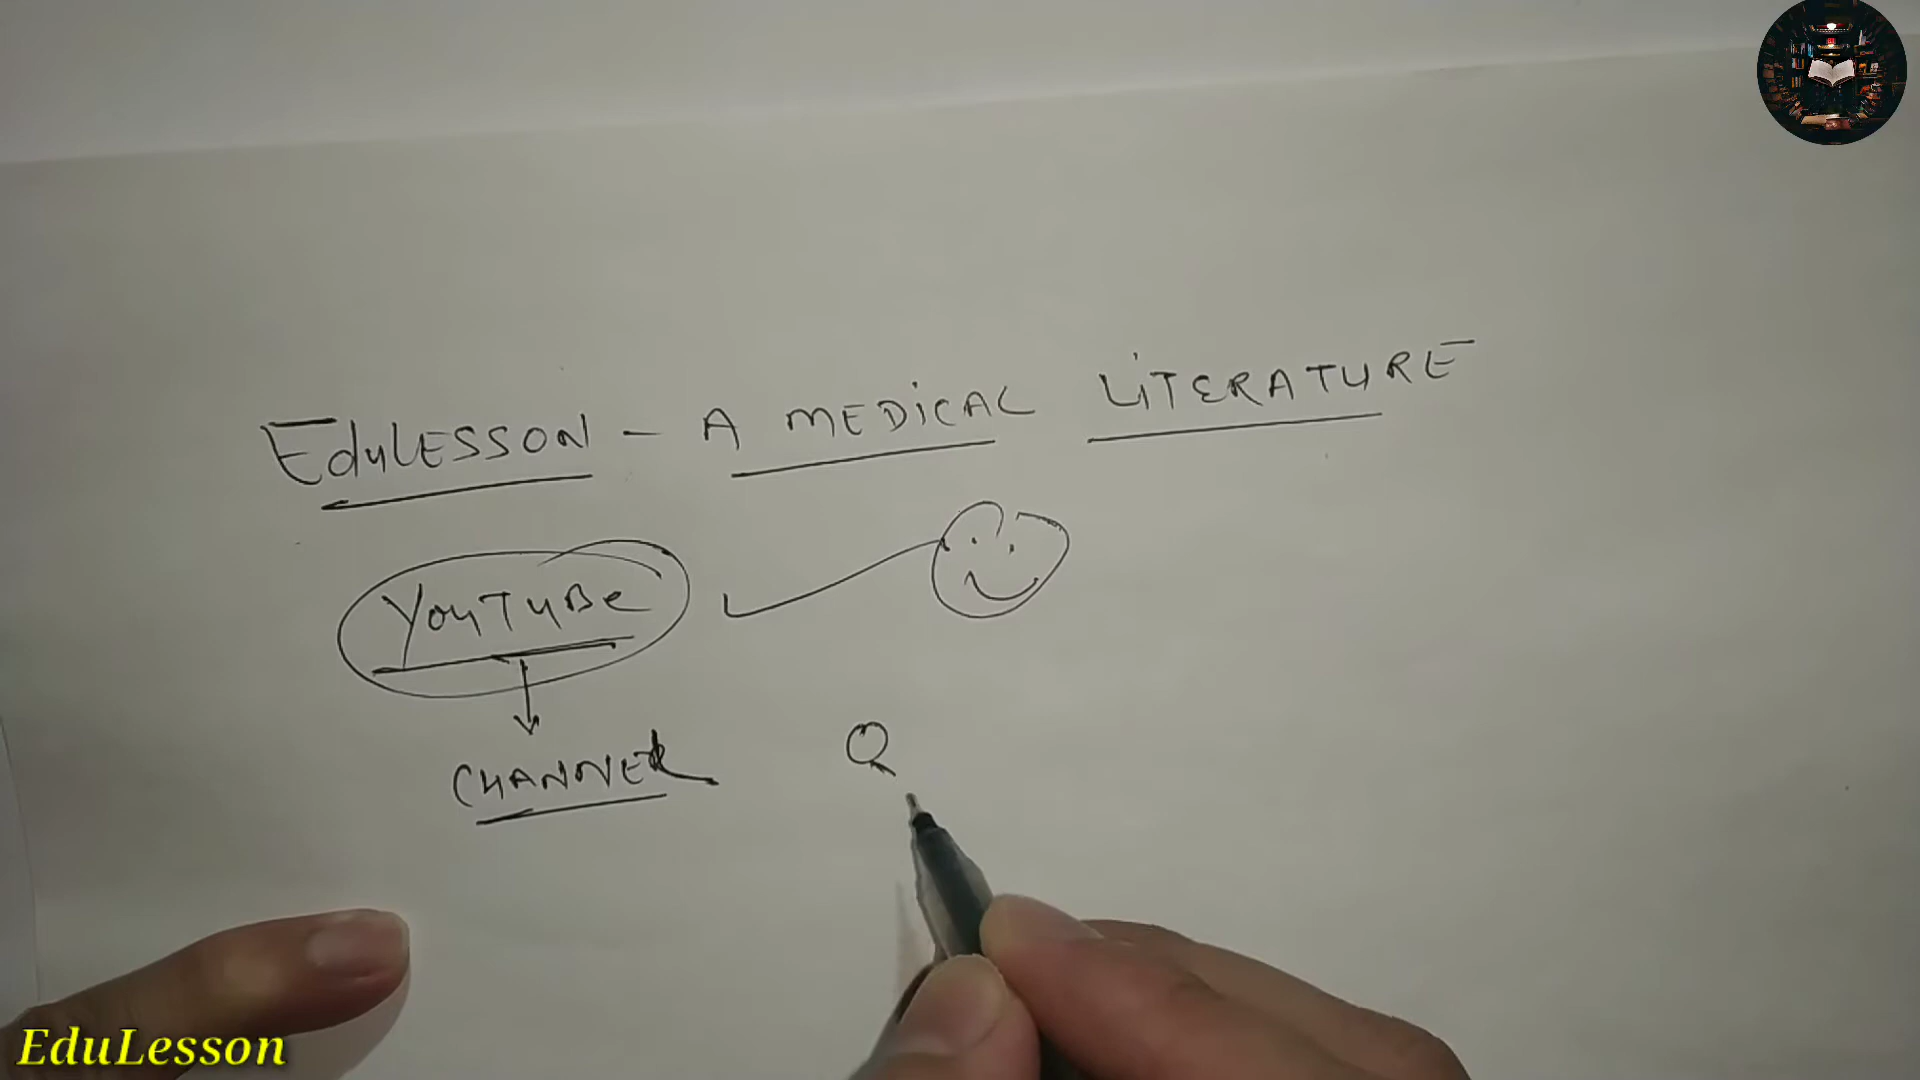 EduLESSON - A MEDICAL LITERATURE
YOUTUBE
CHANNEL
Q
EduLesson